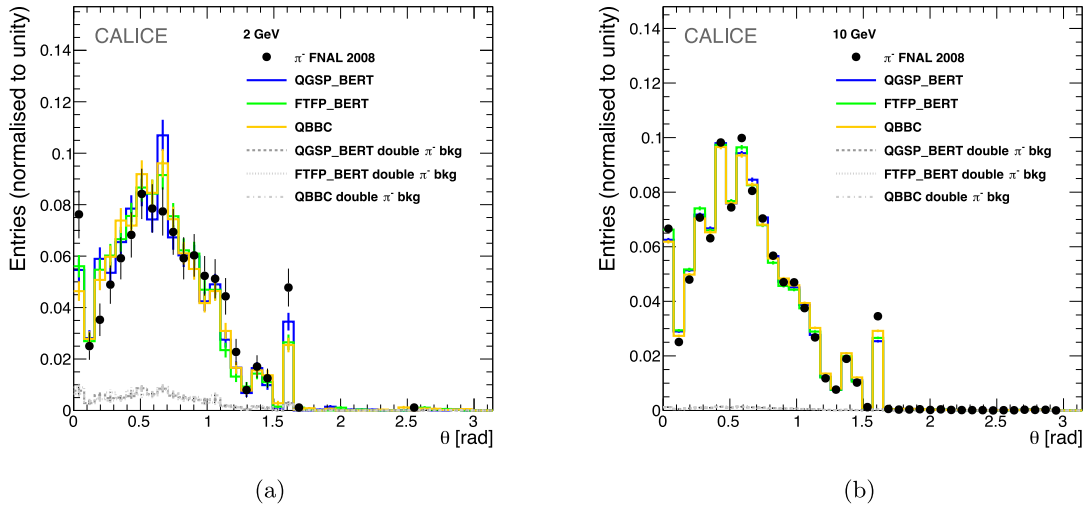 Entries (normalised to unity)
0.14
0.12
0.1
0.08
0.06
0.04
0.02
0
CALICE
2 GeV
π⁻ FNAL 2008
QGSP_BERT
FTFP_BERT
QBBC
QGSP_BERT double π⁻ bkg
FTFP_BERT double π⁻ bkg
QBBC double π⁻ bkg
0 0.5 1 1.5 2 2.5 3
θ [rad]
(a)
Entries (normalised to unity)
0.14
0.12
0.1
0.08
0.06
0.04
0.02
0
CALICE
10 GeV
π⁻ FNAL 2008
QGSP_BERT
FTFP_BERT
QBBC
QGSP_BERT double π⁻ bkg
FTFP_BERT double π⁻ bkg
QBBC double π⁻ bkg
0 0.5 1 1.5 2 2.5 3
θ [rad]
(b)